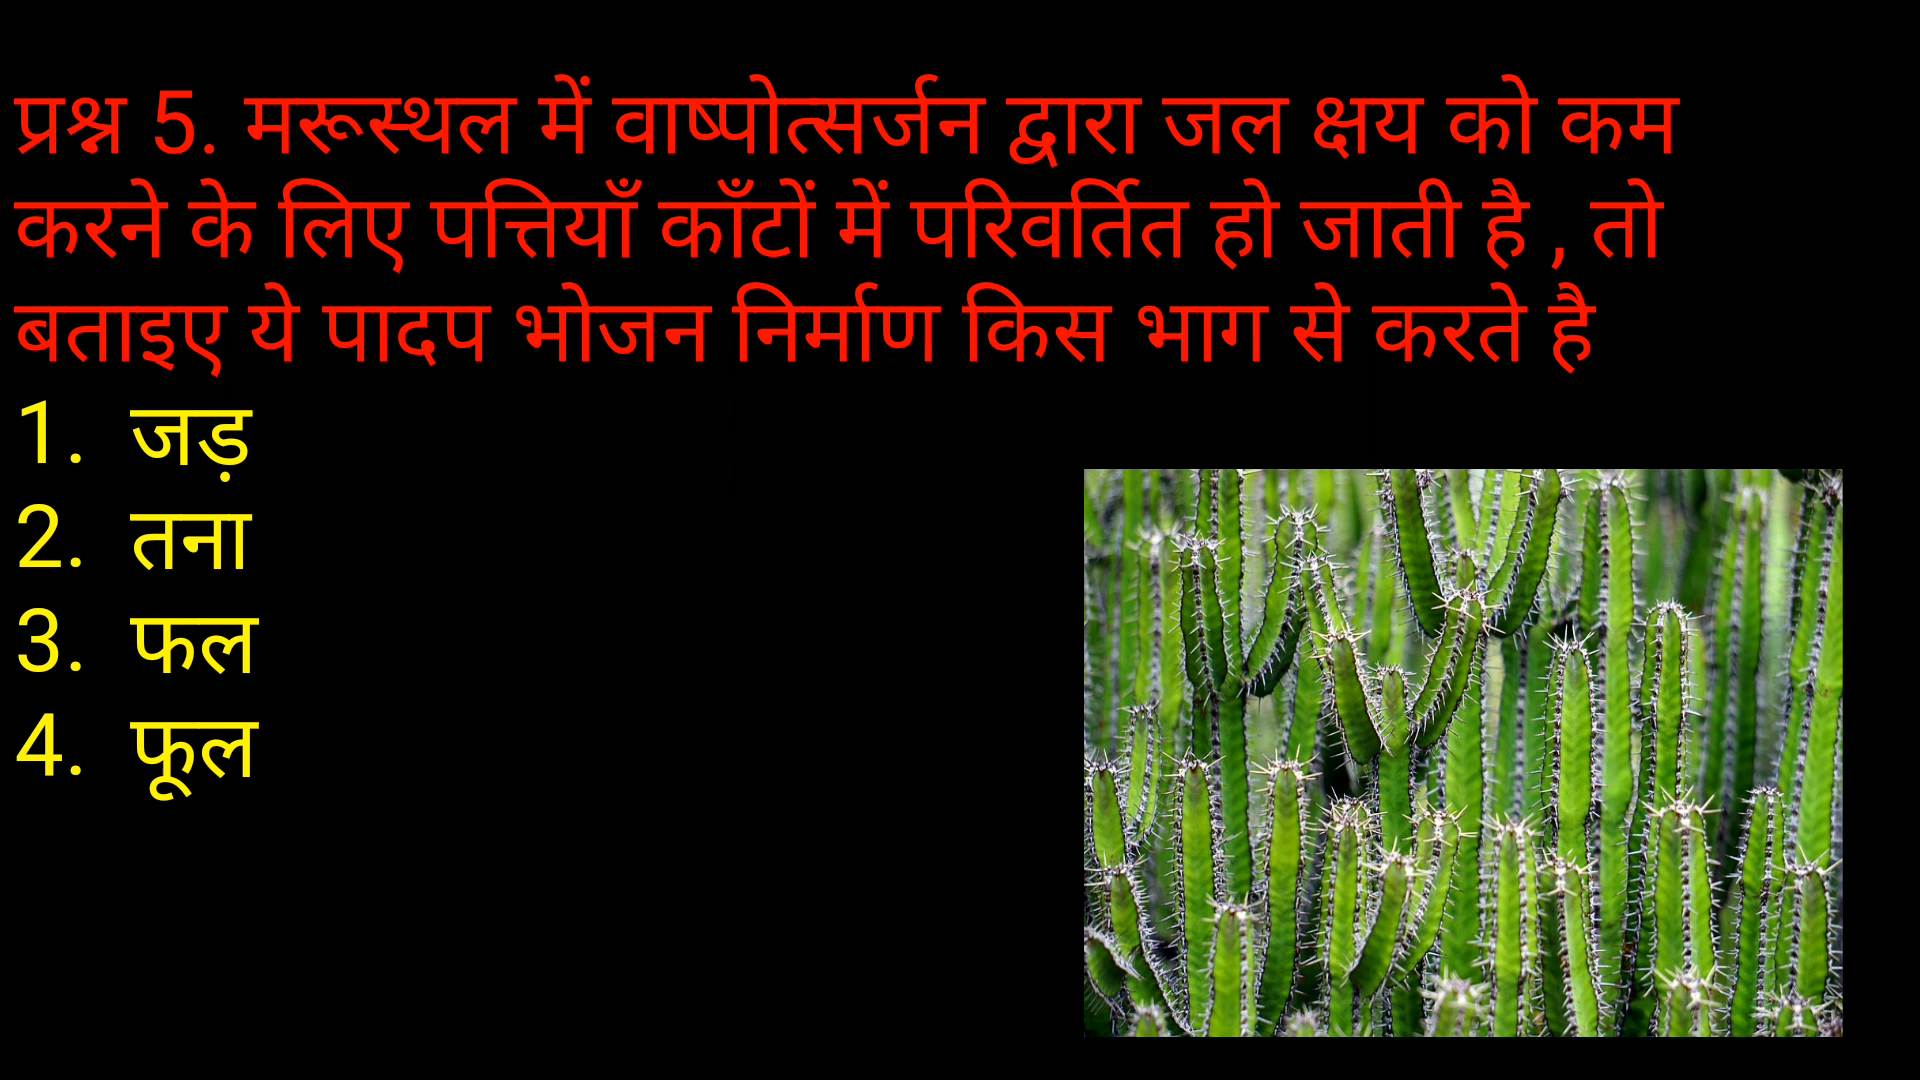 प्रश्न 5. मरूस्थल में वाष्पोत्सर्जन द्वारा जल क्षय को कम
करने के लिए पत्तियाँ काँटों में परिवर्तित हो जाती है , तो
बताइए ये पादप भोजन निर्माण किस भाग से करते है
1. जड़
2. तना
3. फल
4. फूल